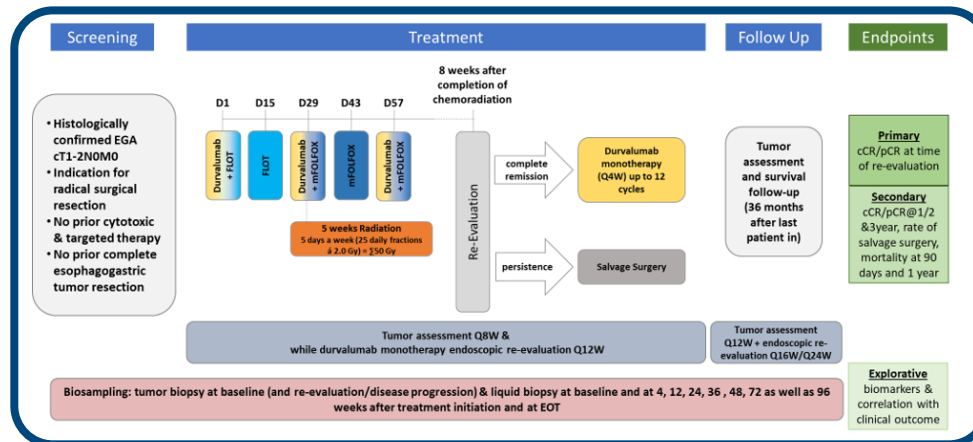 Screening
Treatment
Follow Up
Endpoints
• Histologically
confirmed EGA
cT1-2N0M0
• Indication for
radical surgical
resection
• No prior cytotoxic
& targeted therapy
• No prior complete
esophagogastric
tumor resection
8 weeks after
completion of
chemoradiation
D1
D15
D29
D43
D57
Durvalumab
+ FLOT
FLOT
Durvalumab
+ mFOLFOX
mFOLFOX
Durvalumab
+ mFOLFOX
5 weeks Radiation
5 days a week (25 daily fractions
á 2.0 Gy) = ∑50 Gy
Re-Evaluation
complete
remission
Durvalumab
monotherapy
(Q4W) up to 12
cycles
persistence
Salvage Surgery
Tumor
assessment
and survival
follow-up
(36 months
after last
patient in)
Primary
cCR/pCR at time
of re-evaluation
Secondary
cCR/pCR@1/2
&3year, rate of
salvage surgery,
mortality at 90
days and 1 year
Tumor assessment Q8W &
while durvalumab monotherapy endoscopic re-evaluation Q12W
Tumor assessment
Q12W + endoscopic re-
evaluation Q16W/Q24W
Biosampling: tumor biopsy at baseline (and re-evaluation/disease progression) & liquid biopsy at baseline and at 4, 12, 24, 36 , 48, 72 as well as 96
weeks after treatment initiation and at EOT
Explorative
biomarkers &
correlation with
clinical outcome